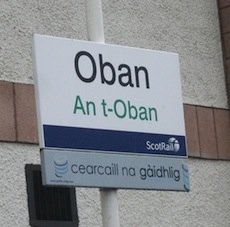 Oban
An t-Oban
ScotRail
cearcaill na gàidhlig